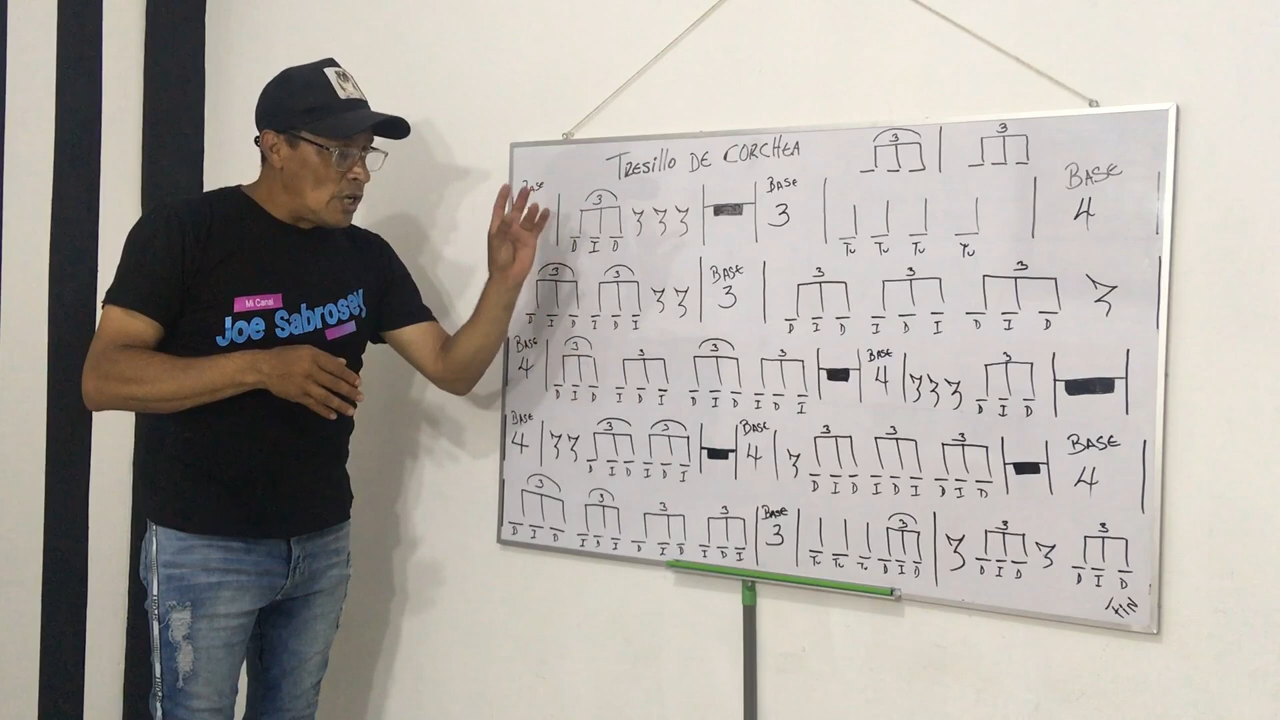 Mi Canal
Joe Sabrosey
TRESILLO DE CORCHEA 3 3
BASE 3 BASE BASE
3 4
D I D Tu Tu Tu Tu
3 3 BASE 3 3 3
3
D I D I D I D I D I D I D I D
BASE 3 3 3 3 BASE 3
4 4
D I D I D I D I D I D I D I D
BASE 3 3 BASE 3 3 3 BASE
4 4 4
D I D I D I D I D I D I D I D
3 3 3 3 BASE 3 3 3
3
D I D I D I D I D I D I Tu Tu Tu D I D D I D D I D
FIN